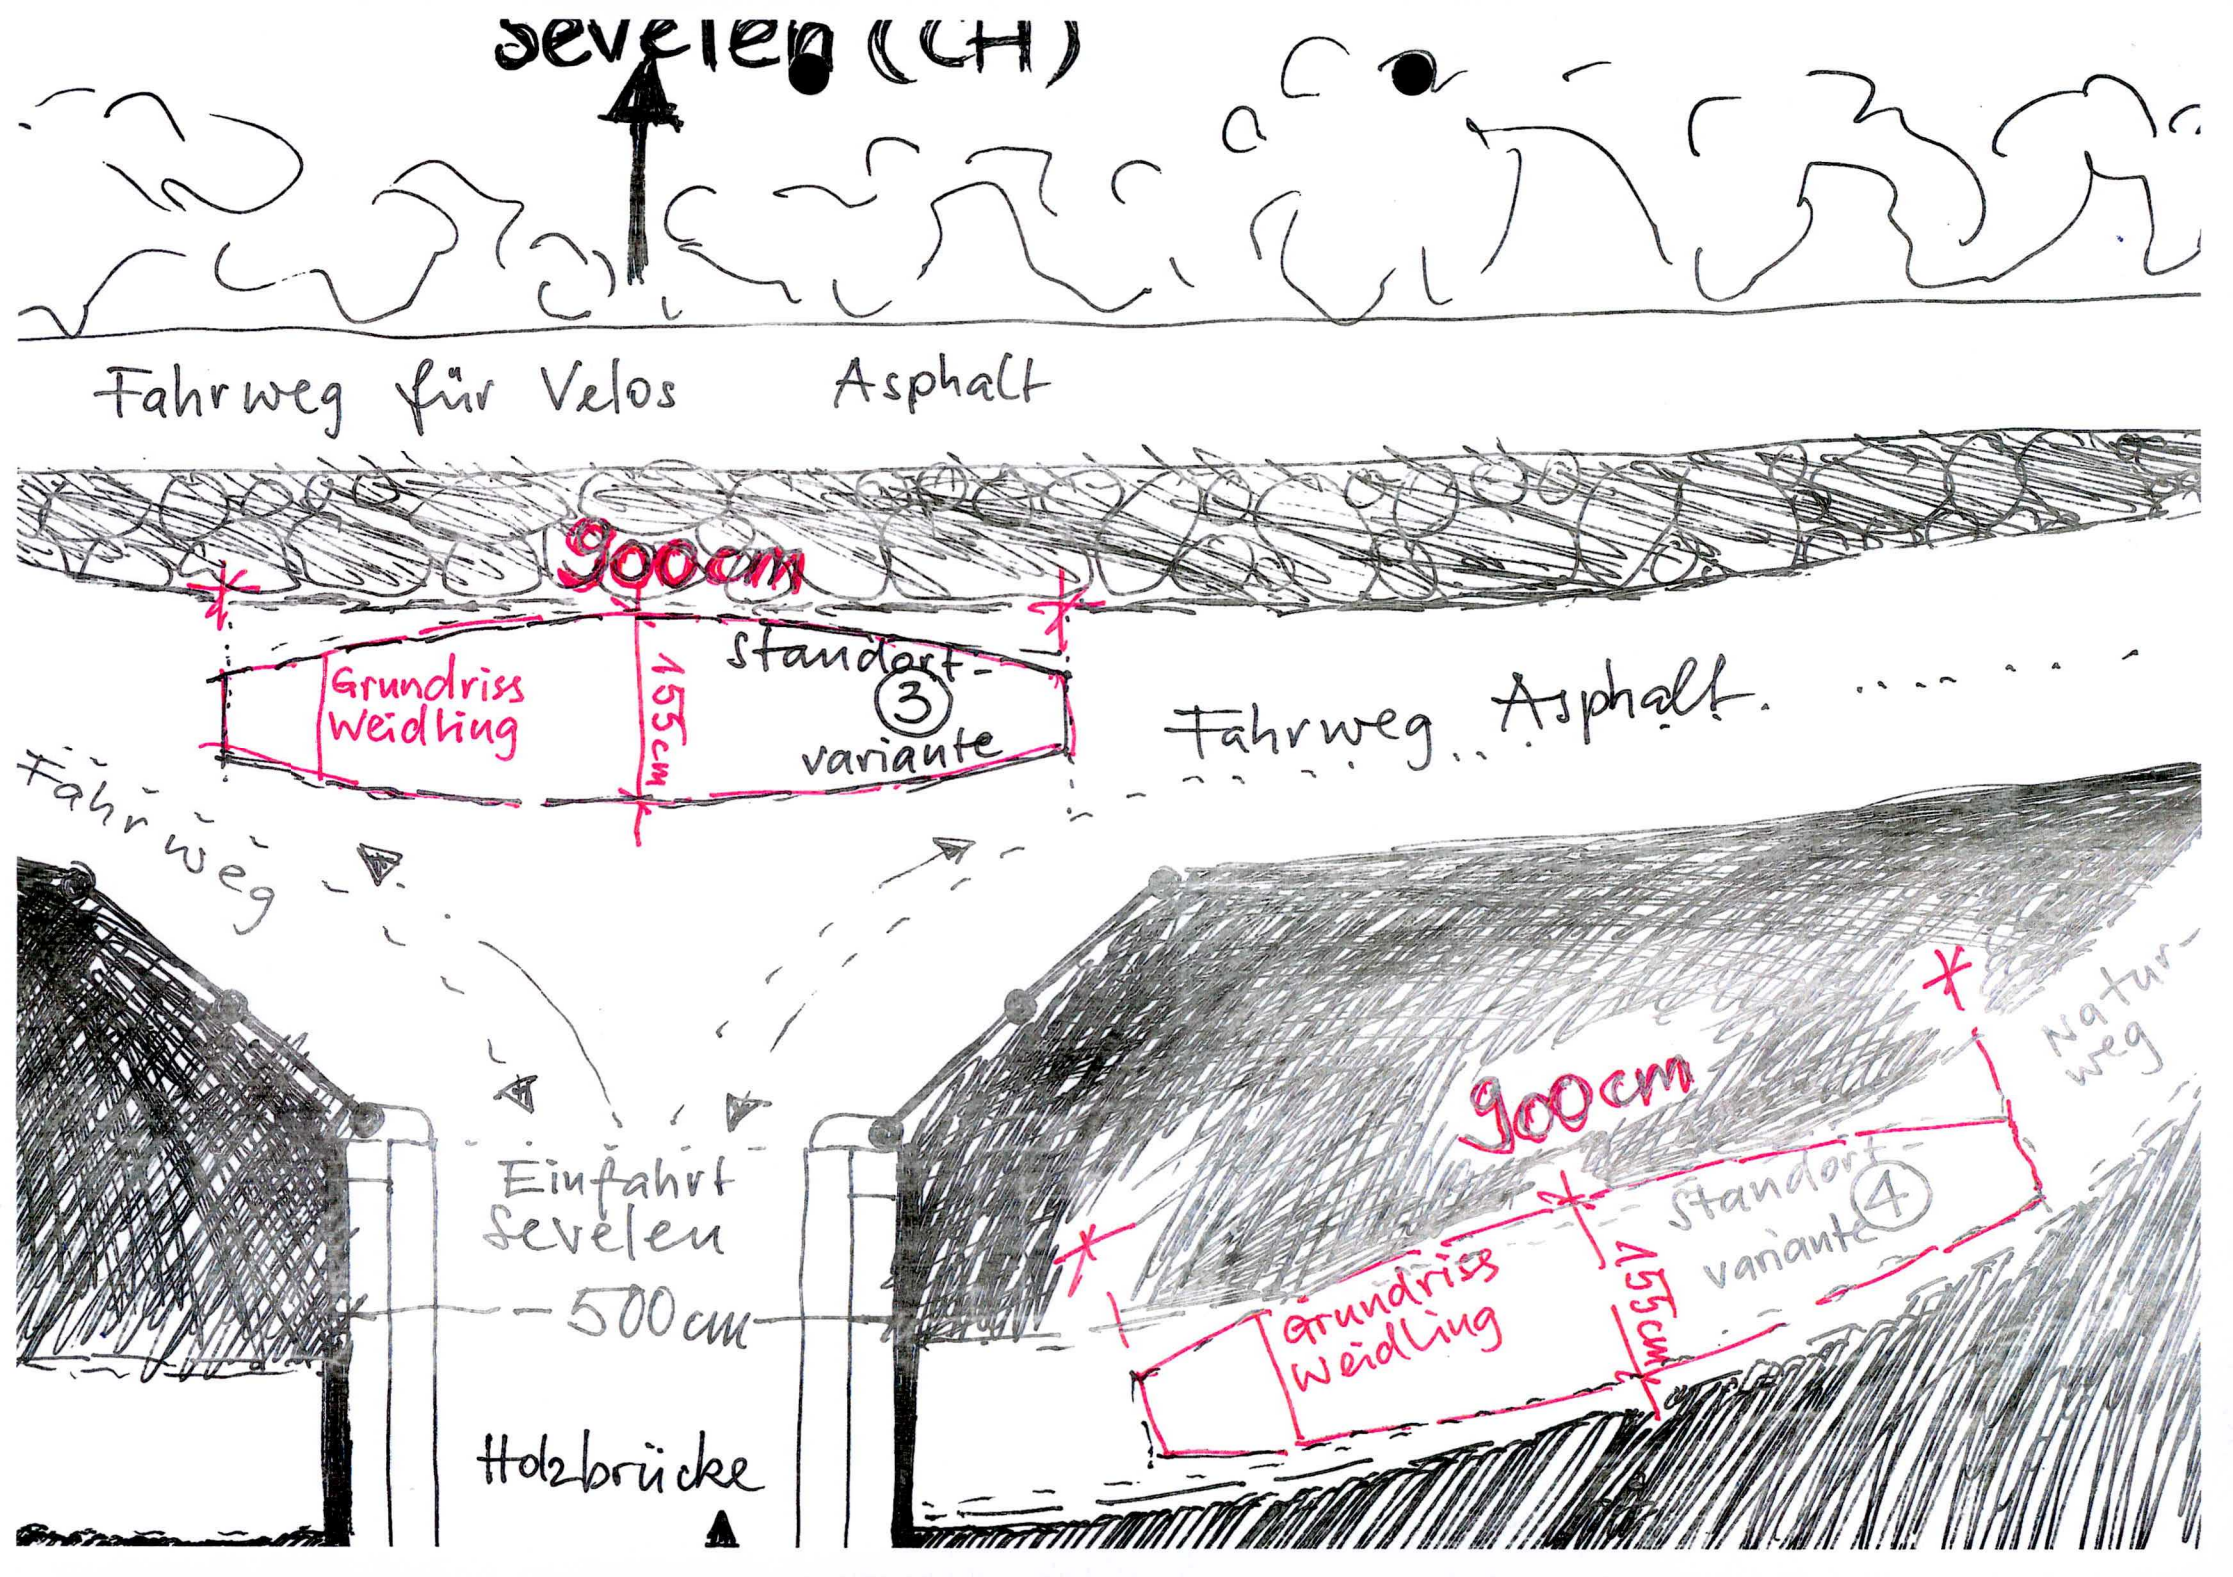 Sevelen (CH)
Fahrweg für Velos Asphalt
900cm
Grundriss
Weidling
155cm
Standort-
3
variante
Fahrweg Asphalt
Fahrweg
Natur-
weg
900cm
Standort-
4
variante
Grundriss
Weidling
155cm
Einfahrt
Sevelen
500cm
Holzbrücke